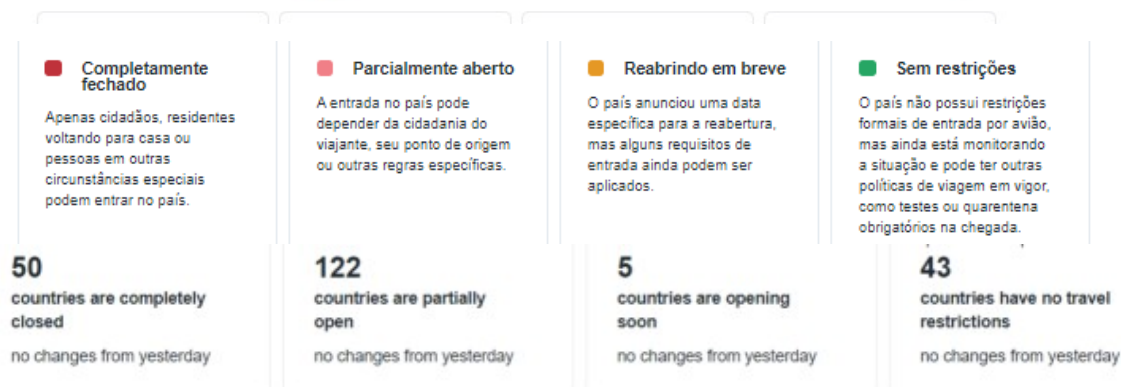 Completamente
fechado
Apenas cidadãos, residentes
voltando para casa ou
pessoas em outras
circunstâncias especiais
podem entrar no país.
Parcialmente aberto
A entrada no país pode
depender da cidadania do
viajante, seu ponto de origem
ou outras regras específicas.
Reabrindo em breve
O país anunciou uma data
específica para a reabertura,
mas alguns requisitos de
entrada ainda podem ser
aplicados.
Sem restrições
O país não possui restrições
formais de entrada por avião,
mas ainda está monitorando
a situação e pode ter outras
políticas de viagem em vigor,
como testes ou quarentena
obrigatórios na chegada.
50
countries are completely
closed
no changes from yesterday
122
countries are partially
open
no changes from yesterday
5
countries are opening
soon
no changes from yesterday
43
countries have no travel
restrictions
no changes from yesterday